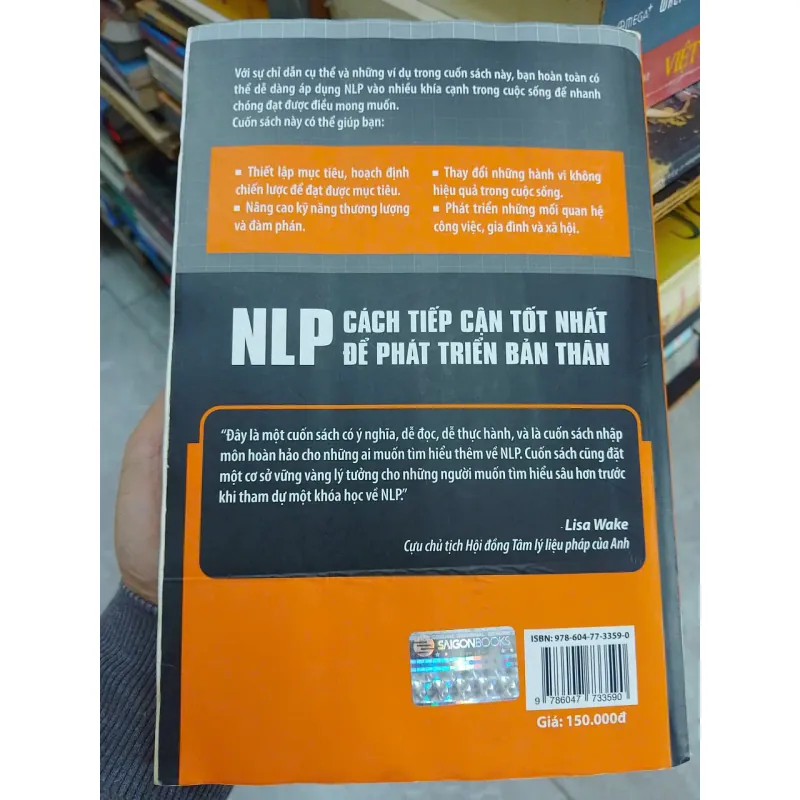 Với sự chỉ dẫn cụ thể và những ví dụ trong cuốn sách này, bạn hoàn toàn có
thể dễ dàng áp dụng NLP vào nhiều khía cạnh trong cuộc sống để nhanh
chóng đạt được điều mong muốn.
Cuốn sách này có thể giúp bạn:
▪ Thiết lập mục tiêu, hoạch định
chiến lược để đạt được mục tiêu.
▪ Nâng cao kỹ năng thương lượng
và đàm phán.
▪ Thay đổi những hành vi không
hiệu quả trong cuộc sống.
▪ Phát triển những mối quan hệ
công việc, gia đình và xã hội.
NLP CÁCH TIẾP CẬN TỐT NHẤT
ĐỂ PHÁT TRIỂN BẢN THÂN
“Đây là một cuốn sách có ý nghĩa, dễ đọc, dễ thực hành, và là cuốn sách nhập
môn hoàn hảo cho những ai muốn tìm hiểu thêm về NLP. Cuốn sách cũng đặt
một cơ sở vững vàng lý tưởng cho những người muốn tìm hiểu sâu hơn trước
khi tham dự một khóa học về NLP.”
- Lisa Wake
Cựu chủ tịch Hội đồng Tâm lý liệu pháp của Anh
SAIGONBOOKS
ISBN: 978-604-77-3359-0
9 786047 733590
Giá: 150.000đ
OMEGA+
VIỆT